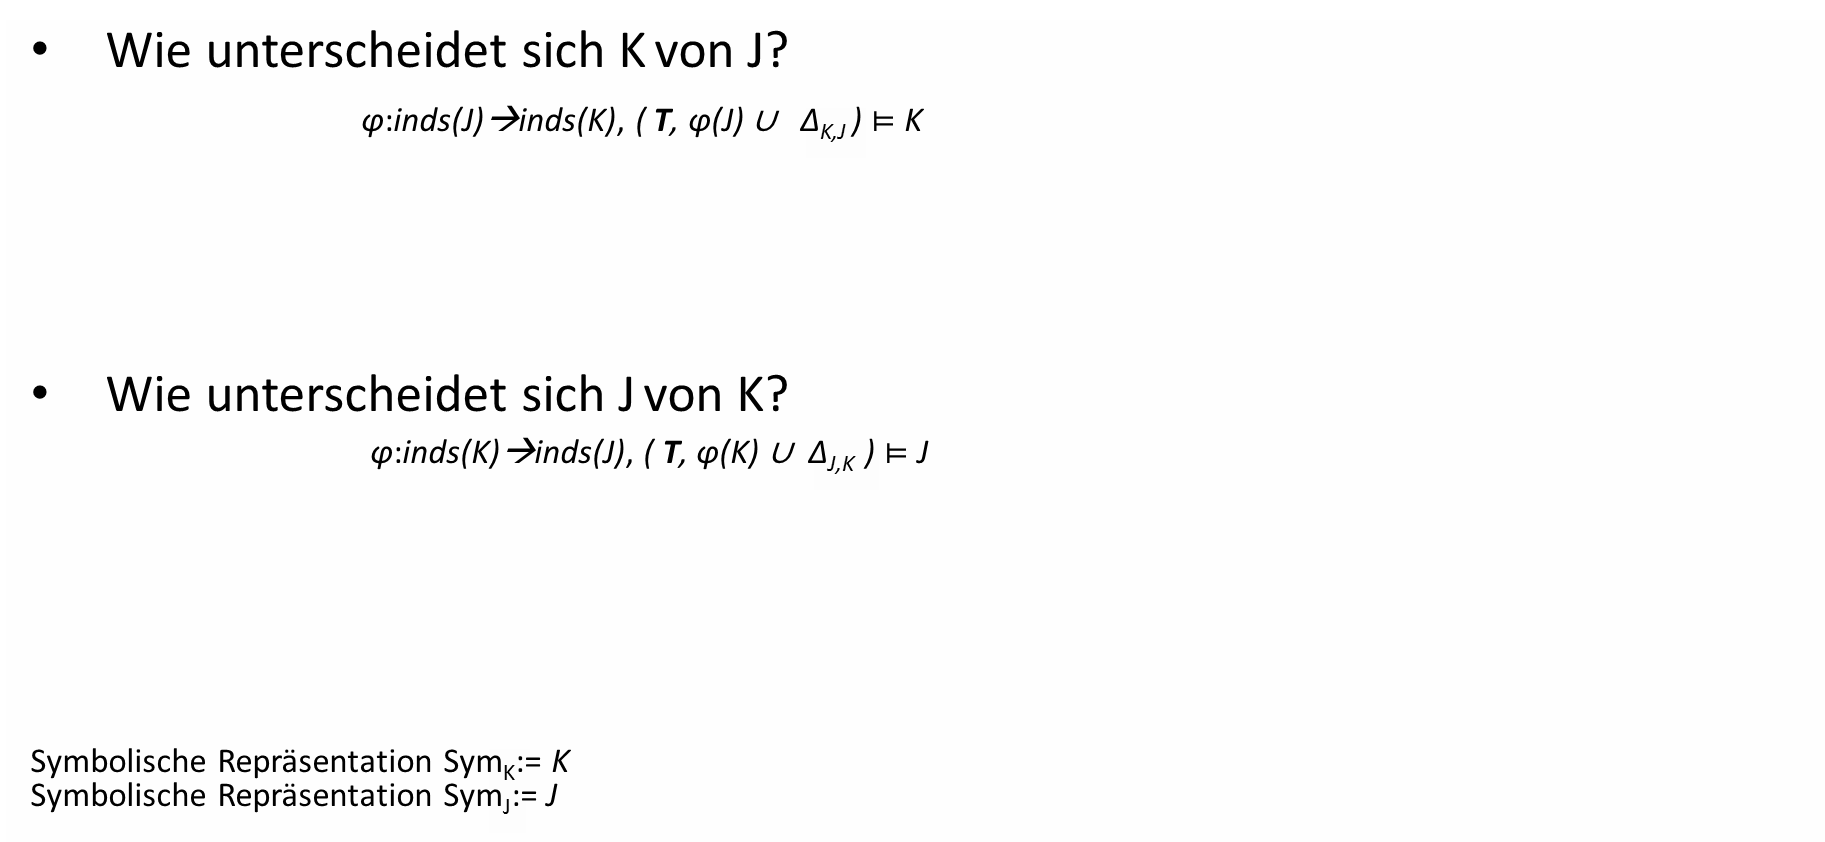 • Wie unterscheidet sich K von J?
φ:inds(J)→inds(K), ( T, φ(J) ∪ Δ_{K,J} ) ⊨ K
• Wie unterscheidet sich J von K?
φ:inds(K)→inds(J), ( T, φ(K) ∪ Δ_{J,K} ) ⊨ J
Symbolische Repräsentation Sym_K:= K
Symbolische Repräsentation Sym_J:= J